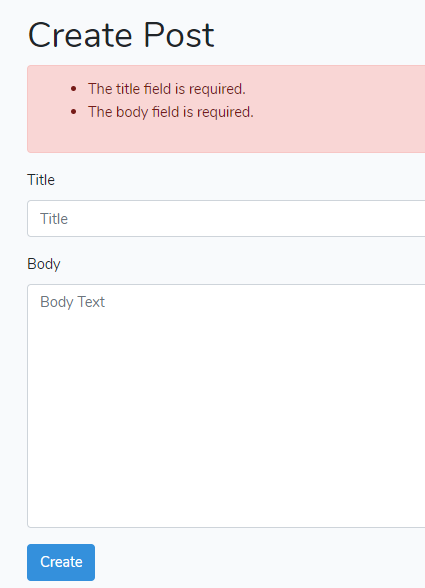 Create Post
The title field is required.
The body field is required.
Title
Title
Body
Body Text
Create